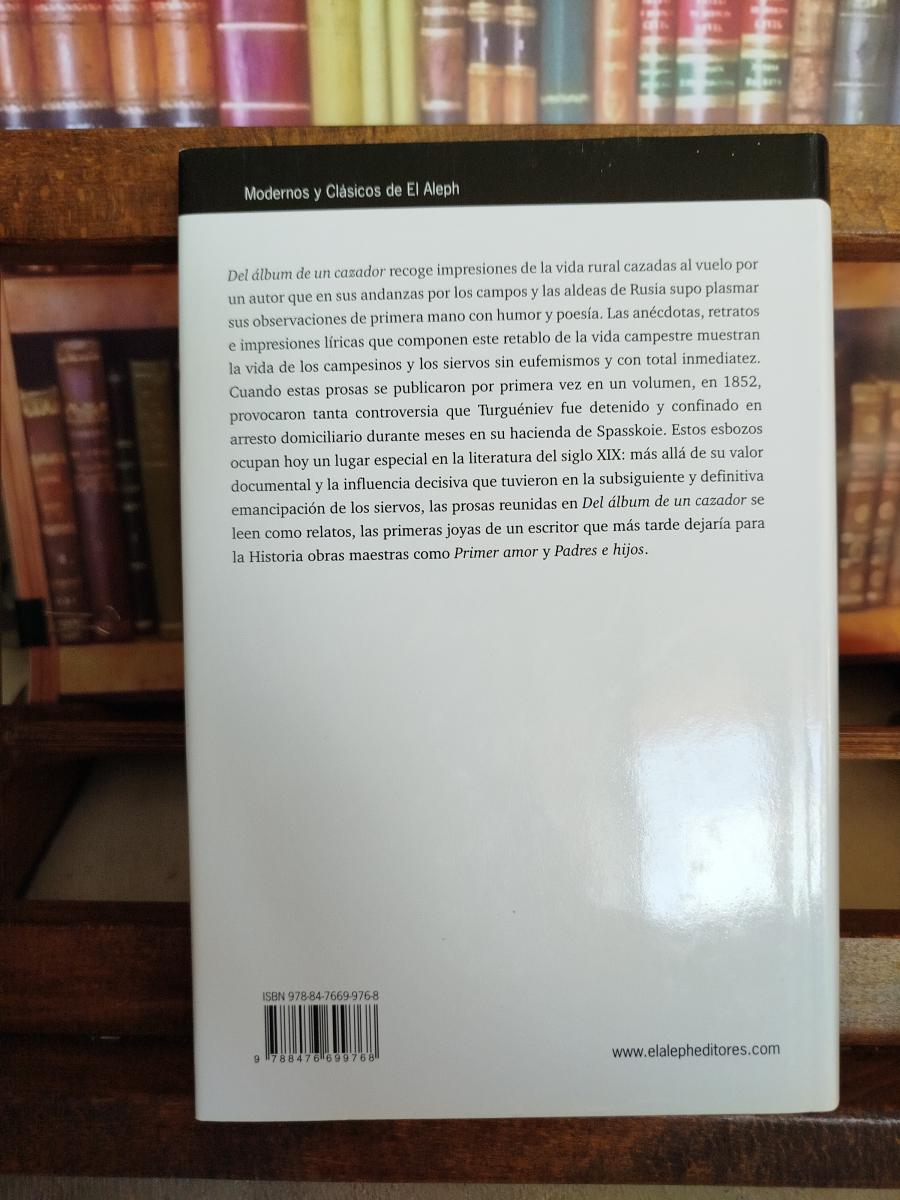 Modernos y Clásicos de El Aleph
Del álbum de un cazador recoge impresiones de la vida rural cazadas al vuelo por
un autor que en sus andanzas por los campos y las aldeas de Rusia supo plasmar
sus observaciones de primera mano con humor y poesía. Las anécdotas, retratos
e impresiones líricas que componen este retablo de la vida campestre muestran
la vida de los campesinos y los siervos sin eufemismos y con total inmediatez.
Cuando estas prosas se publicaron por primera vez en un volumen, en 1852,
provocaron tanta controversia que Turguéniev fue detenido y confinado en
arresto domiciliario durante meses en su hacienda de Spasskoie. Estos esbozos
ocupan hoy un lugar especial en la literatura del siglo XIX: más allá de su valor
documental y la influencia decisiva que tuvieron en la subsiguiente y definitiva
emancipación de los siervos, las prosas reunidas en Del álbum de un cazador se
leen como relatos, las primeras joyas de un escritor que más tarde dejaría para
la Historia obras maestras como Primer amor y Padres e hijos.
ISBN 978-84-7669-976-8
9 788476 699768
www.elalepheditores.com